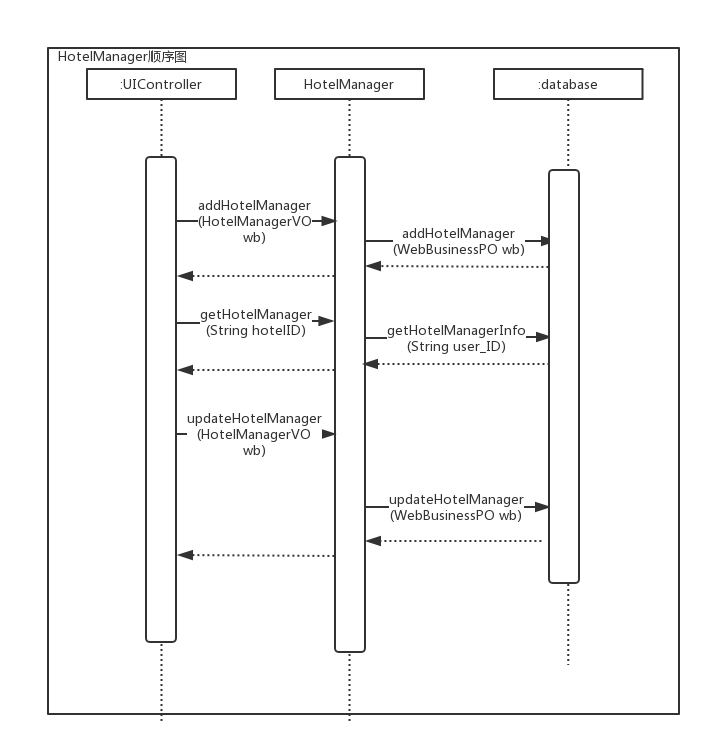 HotelManager顺序图
:UIController
HotelManager
:database
addHotelManager
(HotelManagerVO
wb)
addHotelManager
(WebBusinessPO wb)
getHotelManager
(String hotelID)
getHotelManagerInfo
(String user_ID)
updateHotelManager
(HotelManagerVO
wb)
updateHotelManager
(WebBusinessPO wb)